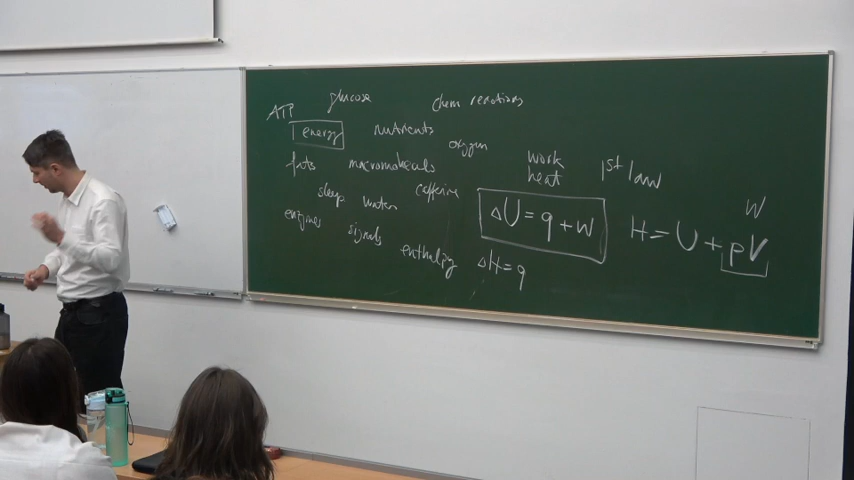 ATP glucose chem reactions
energy nutrients oxygen
fats macromolecules work heat 1st law
sleep water caffeine
enzymes signals enthalpy
ΔU = q + w
ΔH = q
W
H = U + pV